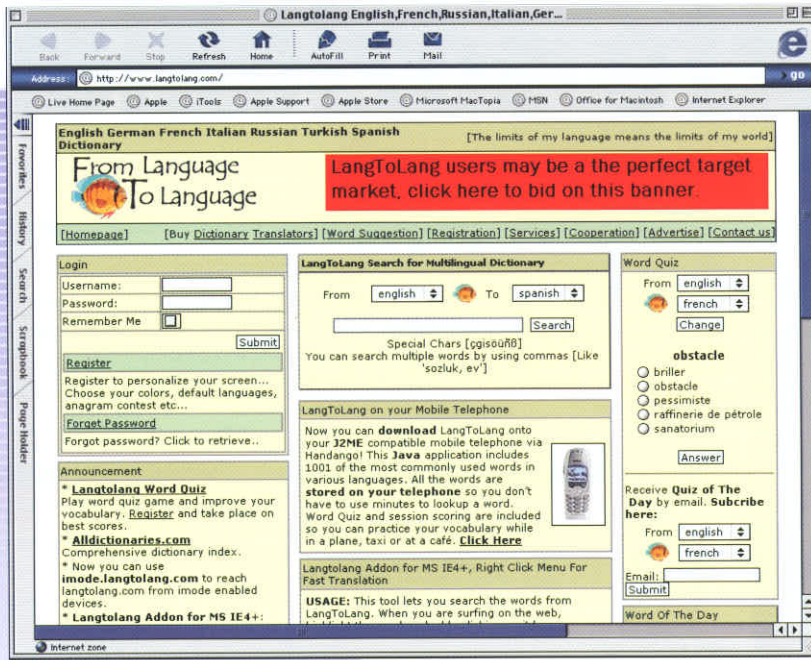 Langtolang English,French,Russian,Italian,Ger...
Back Forward Stop Refresh Home AutoFill Print Mail
Address: http://www.langtolang.com/ go
Live Home Page Apple iTools Apple Support Apple Store Microsoft MacTopia MSN Office for Macintosh Internet Explorer
Favorites
History
Search
Scrapbook
Page Holder
English German French Italian Russian Turkish Spanish
Dictionary
[The limits of my language means the limits of my world]
From Language
To Language
LangToLang users may be a the perfect target
market, click here to bid on this banner.
[Homepage] [Buy Dictionary Translators] [Word Suggestion] [Registration] [Services] [Cooperation] [Advertise] [Contact us]
Login
Username:
Password:
Remember Me
Submit
Register
Register to personalize your screen...
Choose your colors, default languages,
anagram contest etc...
Forget Password
Forgot password? Click to retrieve..
Announcement
* Langtolang Word Quiz
Play word quiz game and improve your
vocabulary. Register and take place on
best scores.
* Alldictionaries.com
Comprehensive dictionary index.
* Now you can use
imode.langtolang.com to reach
langtolang.com from imode enabled
devices.
* Langtolang Addon for MS IE4+:
LangToLang Search for Multilingual Dictionary
From english To spanish
Search
Special Chars [çgisöüñß]
You can search multiple words by using commas [Like
'sozluk, ev']
LangToLang on your Mobile Telephone
Now you can download LangToLang onto
your J2ME compatible mobile telephone via
Handango! This Java application includes
1001 of the most commonly used words in
various languages. All the words are
stored on your telephone so you don't
have to use minutes to lookup a word.
Word Quiz and session scoring are included
so you can practice your vocabulary while
in a plane, taxi or at a café. Click Here
Langtolang Addon for MS IE4+, Right Click Menu For
Fast Translation
USAGE: This tool lets you search the words from
LangToLang. When you are surfing on the web,
Word Quiz
From english
french
Change
obstacle
briller
obstacle
pessimiste
raffinerie de pétrole
sanatorium
Answer
Receive Quiz of The
Day by email. Subcribe
here:
From english
french
Email:
Submit
Word Of The Day
Internet zone